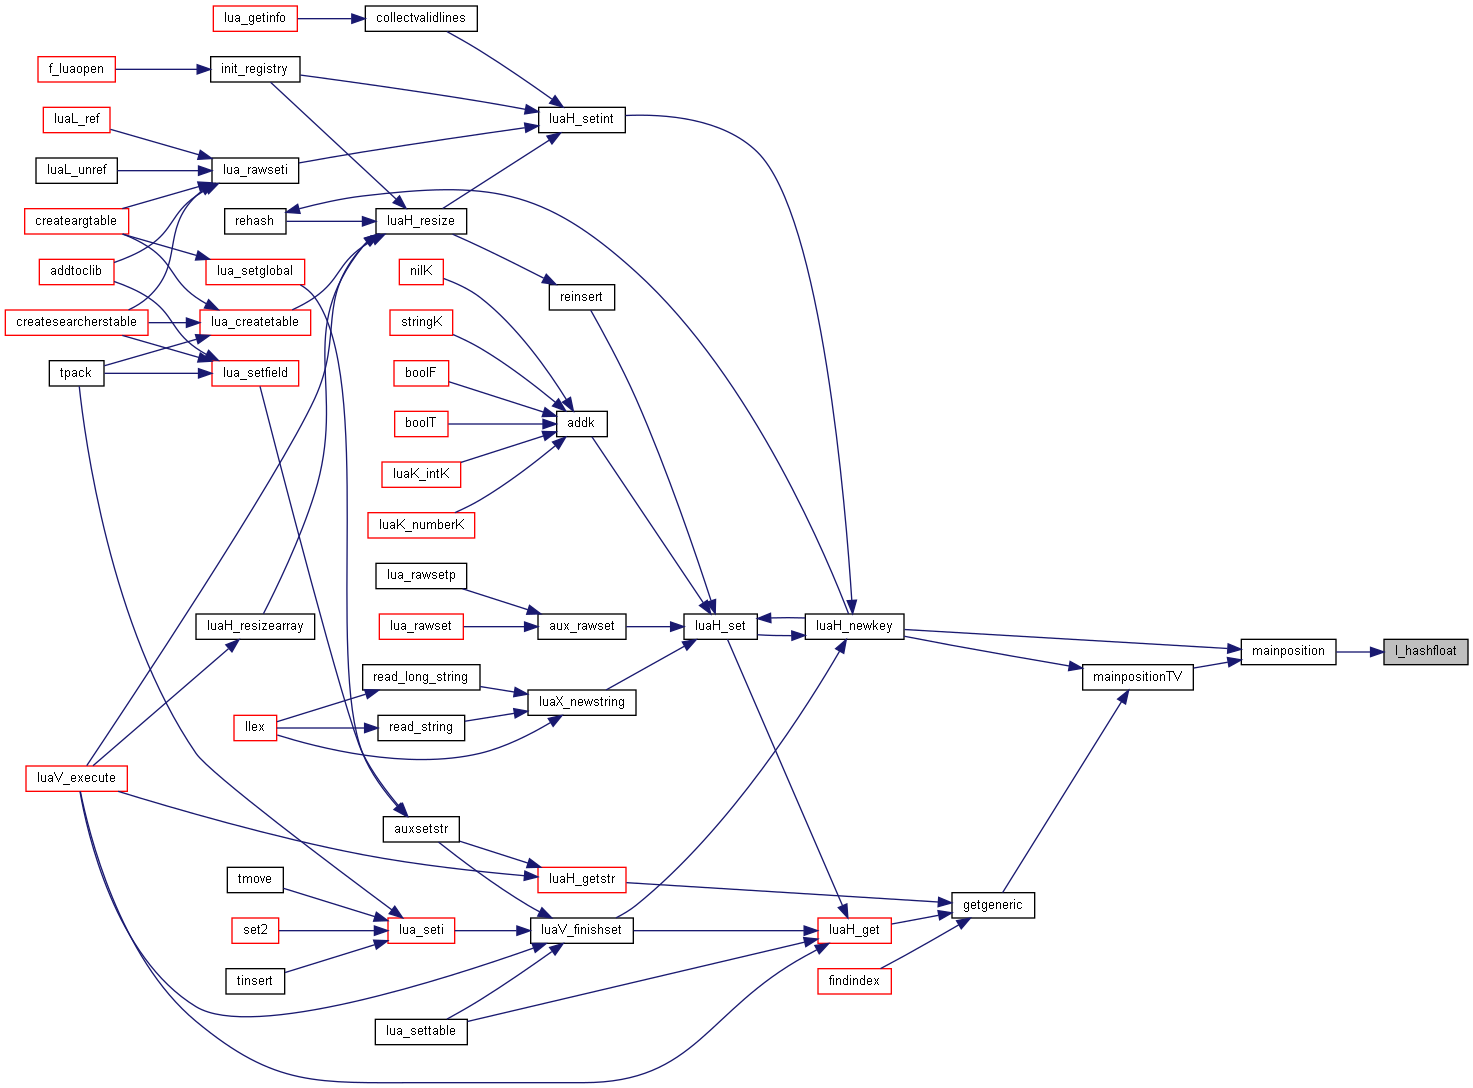 lua_getinfo
collectvalidlines
f_luaopen
init_registry
luaL_ref
luaH_setint
luaL_unref
lua_rawseti
createargtable
rehash
luaH_resize
addtoclib
lua_setglobal
nilK
reinsert
createsearcherstable
lua_createtable
stringK
tpack
lua_setfield
boolF
boolT
addk
luaK_intK
luaK_numberK
lua_rawsetp
luaH_resizearray
lua_rawset
aux_rawset
luaH_set
luaH_newkey
mainposition
l_hashfloat
read_long_string
mainpositionTV
luaX_newstring
llex
read_string
luaV_execute
auxsetstr
tmove
luaH_getstr
getgeneric
set2
lua_seti
luaV_finishset
luaH_get
tinsert
findindex
lua_settable